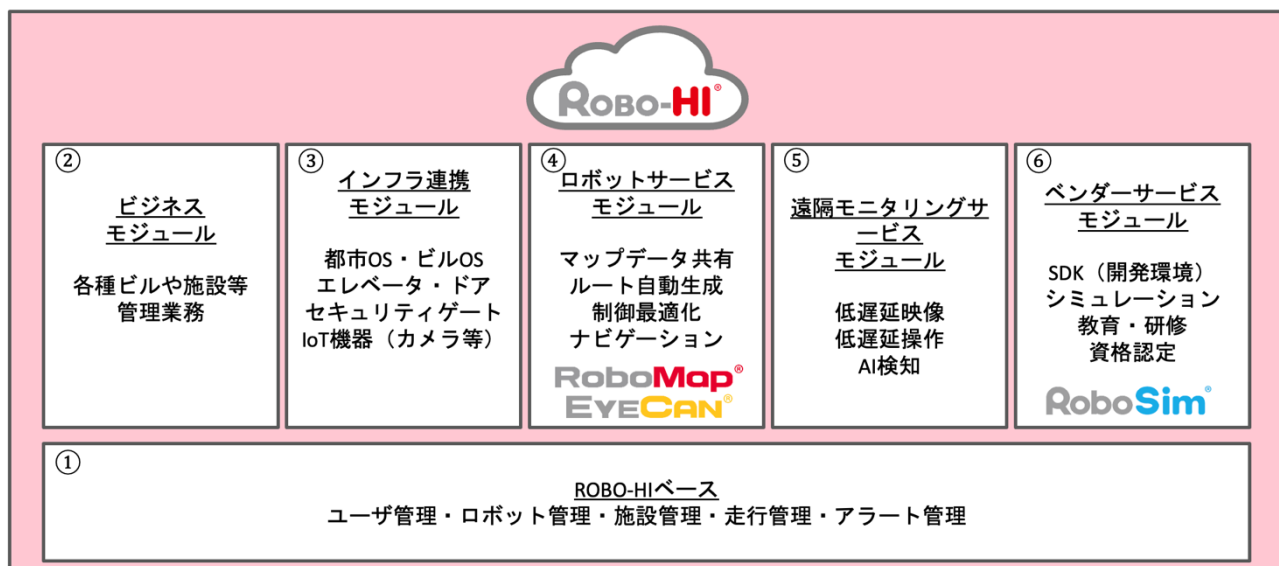 ROBO-HI®
②
ビジネス
モジュール
各種ビルや施設等
管理業務
③
インフラ連携
モジュール
都市OS・ビルOS
エレベータ・ドア
セキュリティゲート
IoT機器（カメラ等）
④
ロボットサービス
モジュール
マップデータ共有
ルート自動生成
制御最適化
ナビゲーション
RoboMap®
EYECAN®
⑤
遠隔モニタリングサ
ービス
モジュール
低遅延映像
低遅延操作
AI検知
⑥
ベンダーサービス
モジュール
SDK（開発環境）
シミュレーション
教育・研修
資格認定
RoboSim®
①
ROBO-HIベース
ユーザ管理・ロボット管理・施設管理・走行管理・アラート管理